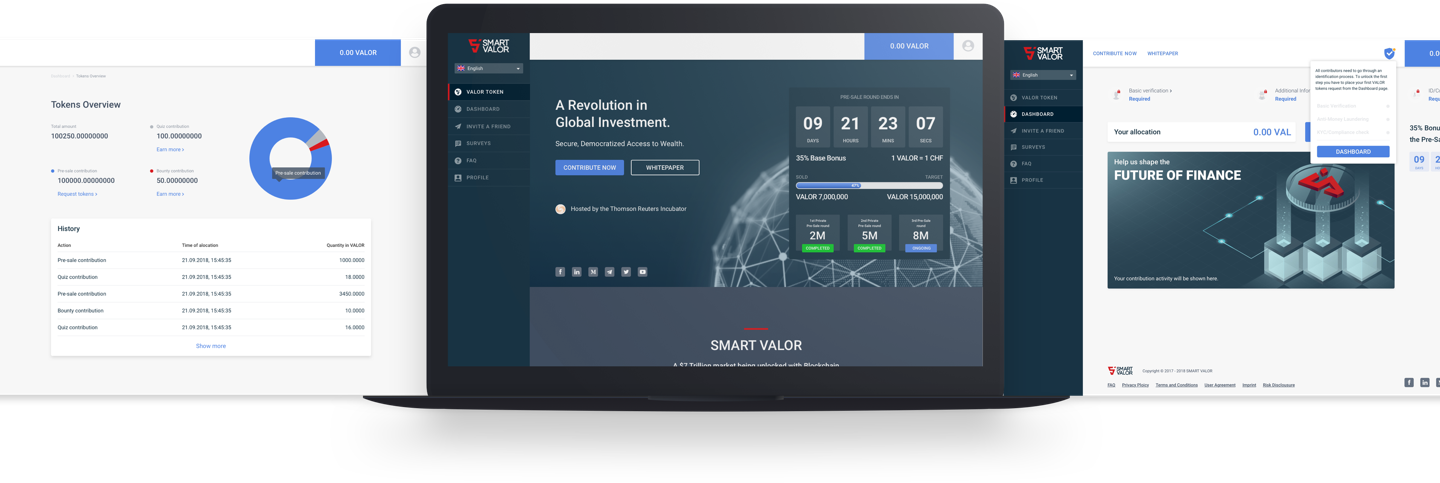 0.00 VALOR
Dashboard > Tokens Overview
Tokens Overview
Total amount
100250.00000000
Quiz contribution
100.00000000
Earn more >
Pre-sale contribution
100000.00000000
Request tokens >
Bounty contribution
50.00000000
Earn more >
Pre-sale contribution
History
Action Time of alocation Quantity in VALOR
Pre-sale contribution 21.09.2018, 15:45:35 1000.0000
Quiz contribution 21.09.2018, 15:45:35 18.0000
Pre-sale contribution 21.09.2018, 15:45:35 3450.0000
Bounty contribution 21.09.2018, 15:45:35 10.0000
Quiz contribution 21.09.2018, 15:45:35 16.0000
Show more
SMART
VALOR
English
VALOR TOKEN
DASHBOARD
INVITE A FRIEND
SURVEYS
FAQ
PROFILE
0.00 VALOR
A Revolution in
Global Investment.
Secure, Democratized Access to Wealth.
CONTRIBUTE NOW WHITEPAPER
Hosted by the Thomson Reuters Incubator
PRE-SALE ROUND ENDS IN
09 21 23 07
DAYS HOURS MINS SECS
35% Base Bonus 1 VALOR = 1 CHF
SOLD TARGET
47%
VALOR 7,000,000 VALOR 15,000,000
1st Private
Pre-Sale round
2M
COMPLETED
2nd Private
Pre-Sale round
5M
COMPLETED
3rd Pre-Sale
round
8M
ONGOING
SMART VALOR
A $7 Trillion market being unlocked with Blockchain
SMART
VALOR
English
VALOR TOKEN
DASHBOARD
INVITE A FRIEND
SURVEYS
FAQ
PROFILE
CONTRIBUTE NOW WHITEPAPER
0.0
All contributors need to go through an
identification process. To unlock the first
step you have to place your first VALOR
tokens request from the Dashboard page.
Basic Verification
Anti-Money Laundering
DASHBOARD
Basic verification >
Required
Additional Infor
Required
ID/C
Requ
Your allocation 0.00 VAL
35% Bonu
the Pre-Sa
09 2
DAYS
Help us shape the
FUTURE OF FINANCE
Your contribution activity will be shown here.
SMART
VALOR
Copyright © 2017 - 2018 SMART VALOR
FAQ Privacy Policy Terms and Conditions User Agreement Imprint Risk Disclousure